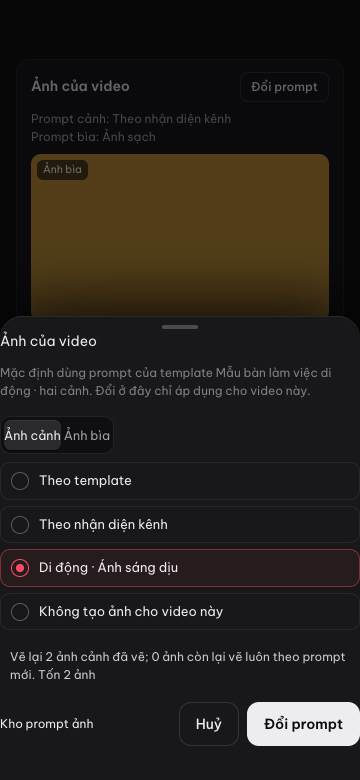 Ảnh của video
Đổi prompt
Prompt cảnh: Theo nhận diện kênh
Prompt bìa: Ảnh sạch
Ảnh bìa
Ảnh của video
Mặc định dùng prompt của template Mẫu bàn làm việc di
động · hai cảnh. Đổi ở đây chỉ áp dụng cho video này.
Ảnh cảnh Ảnh bìa
Theo template
Theo nhận diện kênh
Di động · Ánh sáng dịu
Không tạo ảnh cho video này
Vẽ lại 2 ảnh cảnh đã vẽ; 0 ảnh còn lại vẽ luôn theo prompt
mới. Tốn 2 ảnh
Kho prompt ảnh
Huỷ
Đổi prompt